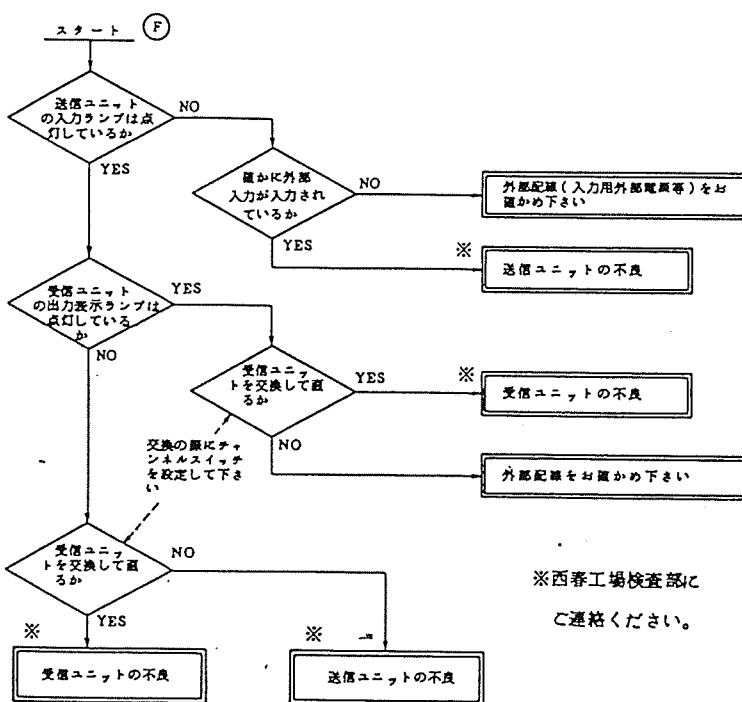 スタート Ⓕ
送信ユニット
の入力ランプは点
灯しているか
NO
YES
確かに外部
入力が入力され
ているか
NO
外部配線(入力用外部電源等)をお
確かめ下さい
YES
※
送信ユニットの不良
受信ユニット
の出力表示ランプは
点灯している
か
YES
NO
受信ユニッ
トを交換して直
るか
YES
※
受信ユニットの不良
NO
外部配線をお確かめ下さい
交換の際にチャ
ンネルスイッチ
を設定して下さ
い
受信ユニッ
トを交換して直
るか
NO
YES
※
受信ユニットの不良
※
送信ユニットの不良
※西春工場検査部に
ご連絡ください。